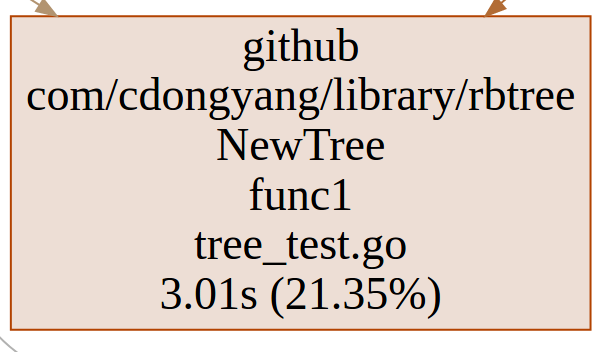 github
com/cdongyang/library/rbtree
NewTree
func1
tree_test.go
3.01s (21.35%)